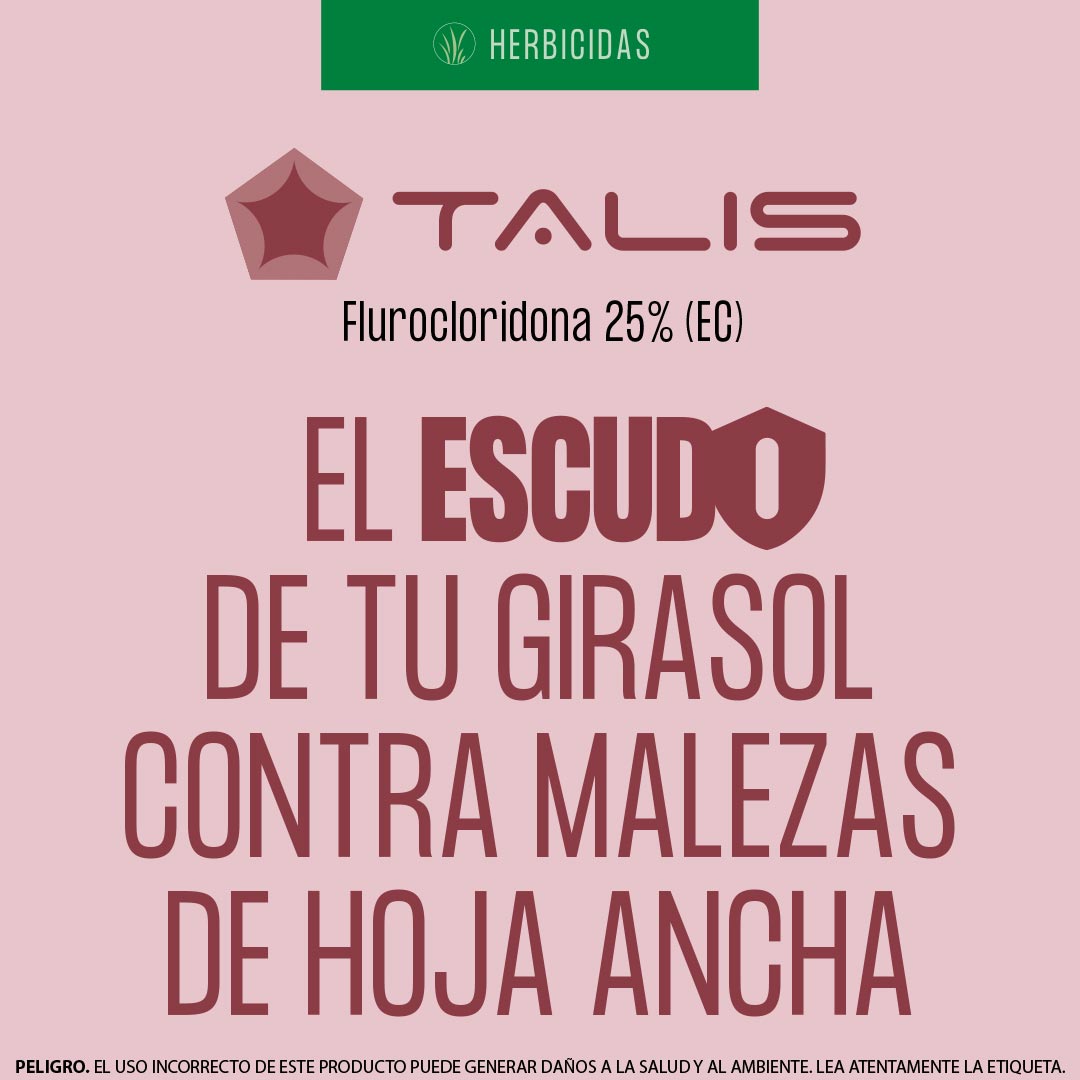 HERBICIDAS
TALIS
Flurocloridona 25% (EC)
EL ESCUDO
DE TU GIRASOL
CONTRA MALEZAS
DE HOJA ANCHA
PELIGRO. EL USO INCORRECTO DE ESTE PRODUCTO PUEDE GENERAR DAÑOS A LA SALUD Y AL AMBIENTE. LEA ATENTAMENTE LA ETIQUETA.